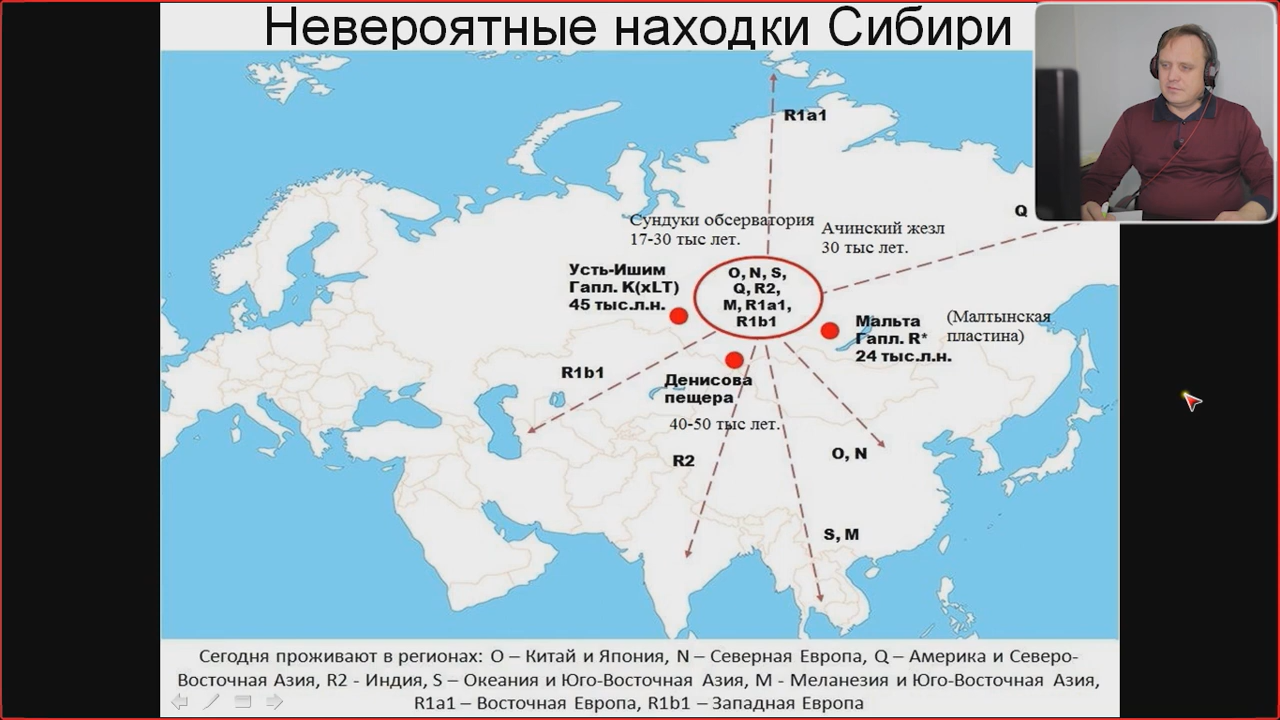 Невероятные находки Сибири
R1a1
Q
Сундуки обсерватория
17-30 тыс лет.
Ачинский жезл
30 тыс лет.
Усть-Ишим
Гапл. K(xLT)
45 тыс.л.н.
O, N, S,
Q, R2,
M, R1a1,
R1b1
Мальта
Гапл. R*
24 тыс.л.н.
(Малтынская
пластина)
R1b1
Денисова
пещера
40-50 тыс лет.
R2
O, N
S, M
Сегодня проживают в регионах: O – Китай и Япония, N – Северная Европа, Q – Америка и Северо-
Восточная Азия, R2 - Индия, S – Океания и Юго-Восточная Азия, M - Меланезия и Юго-Восточная Азия,
R1a1 – Восточная Европа, R1b1 – Западная Европа